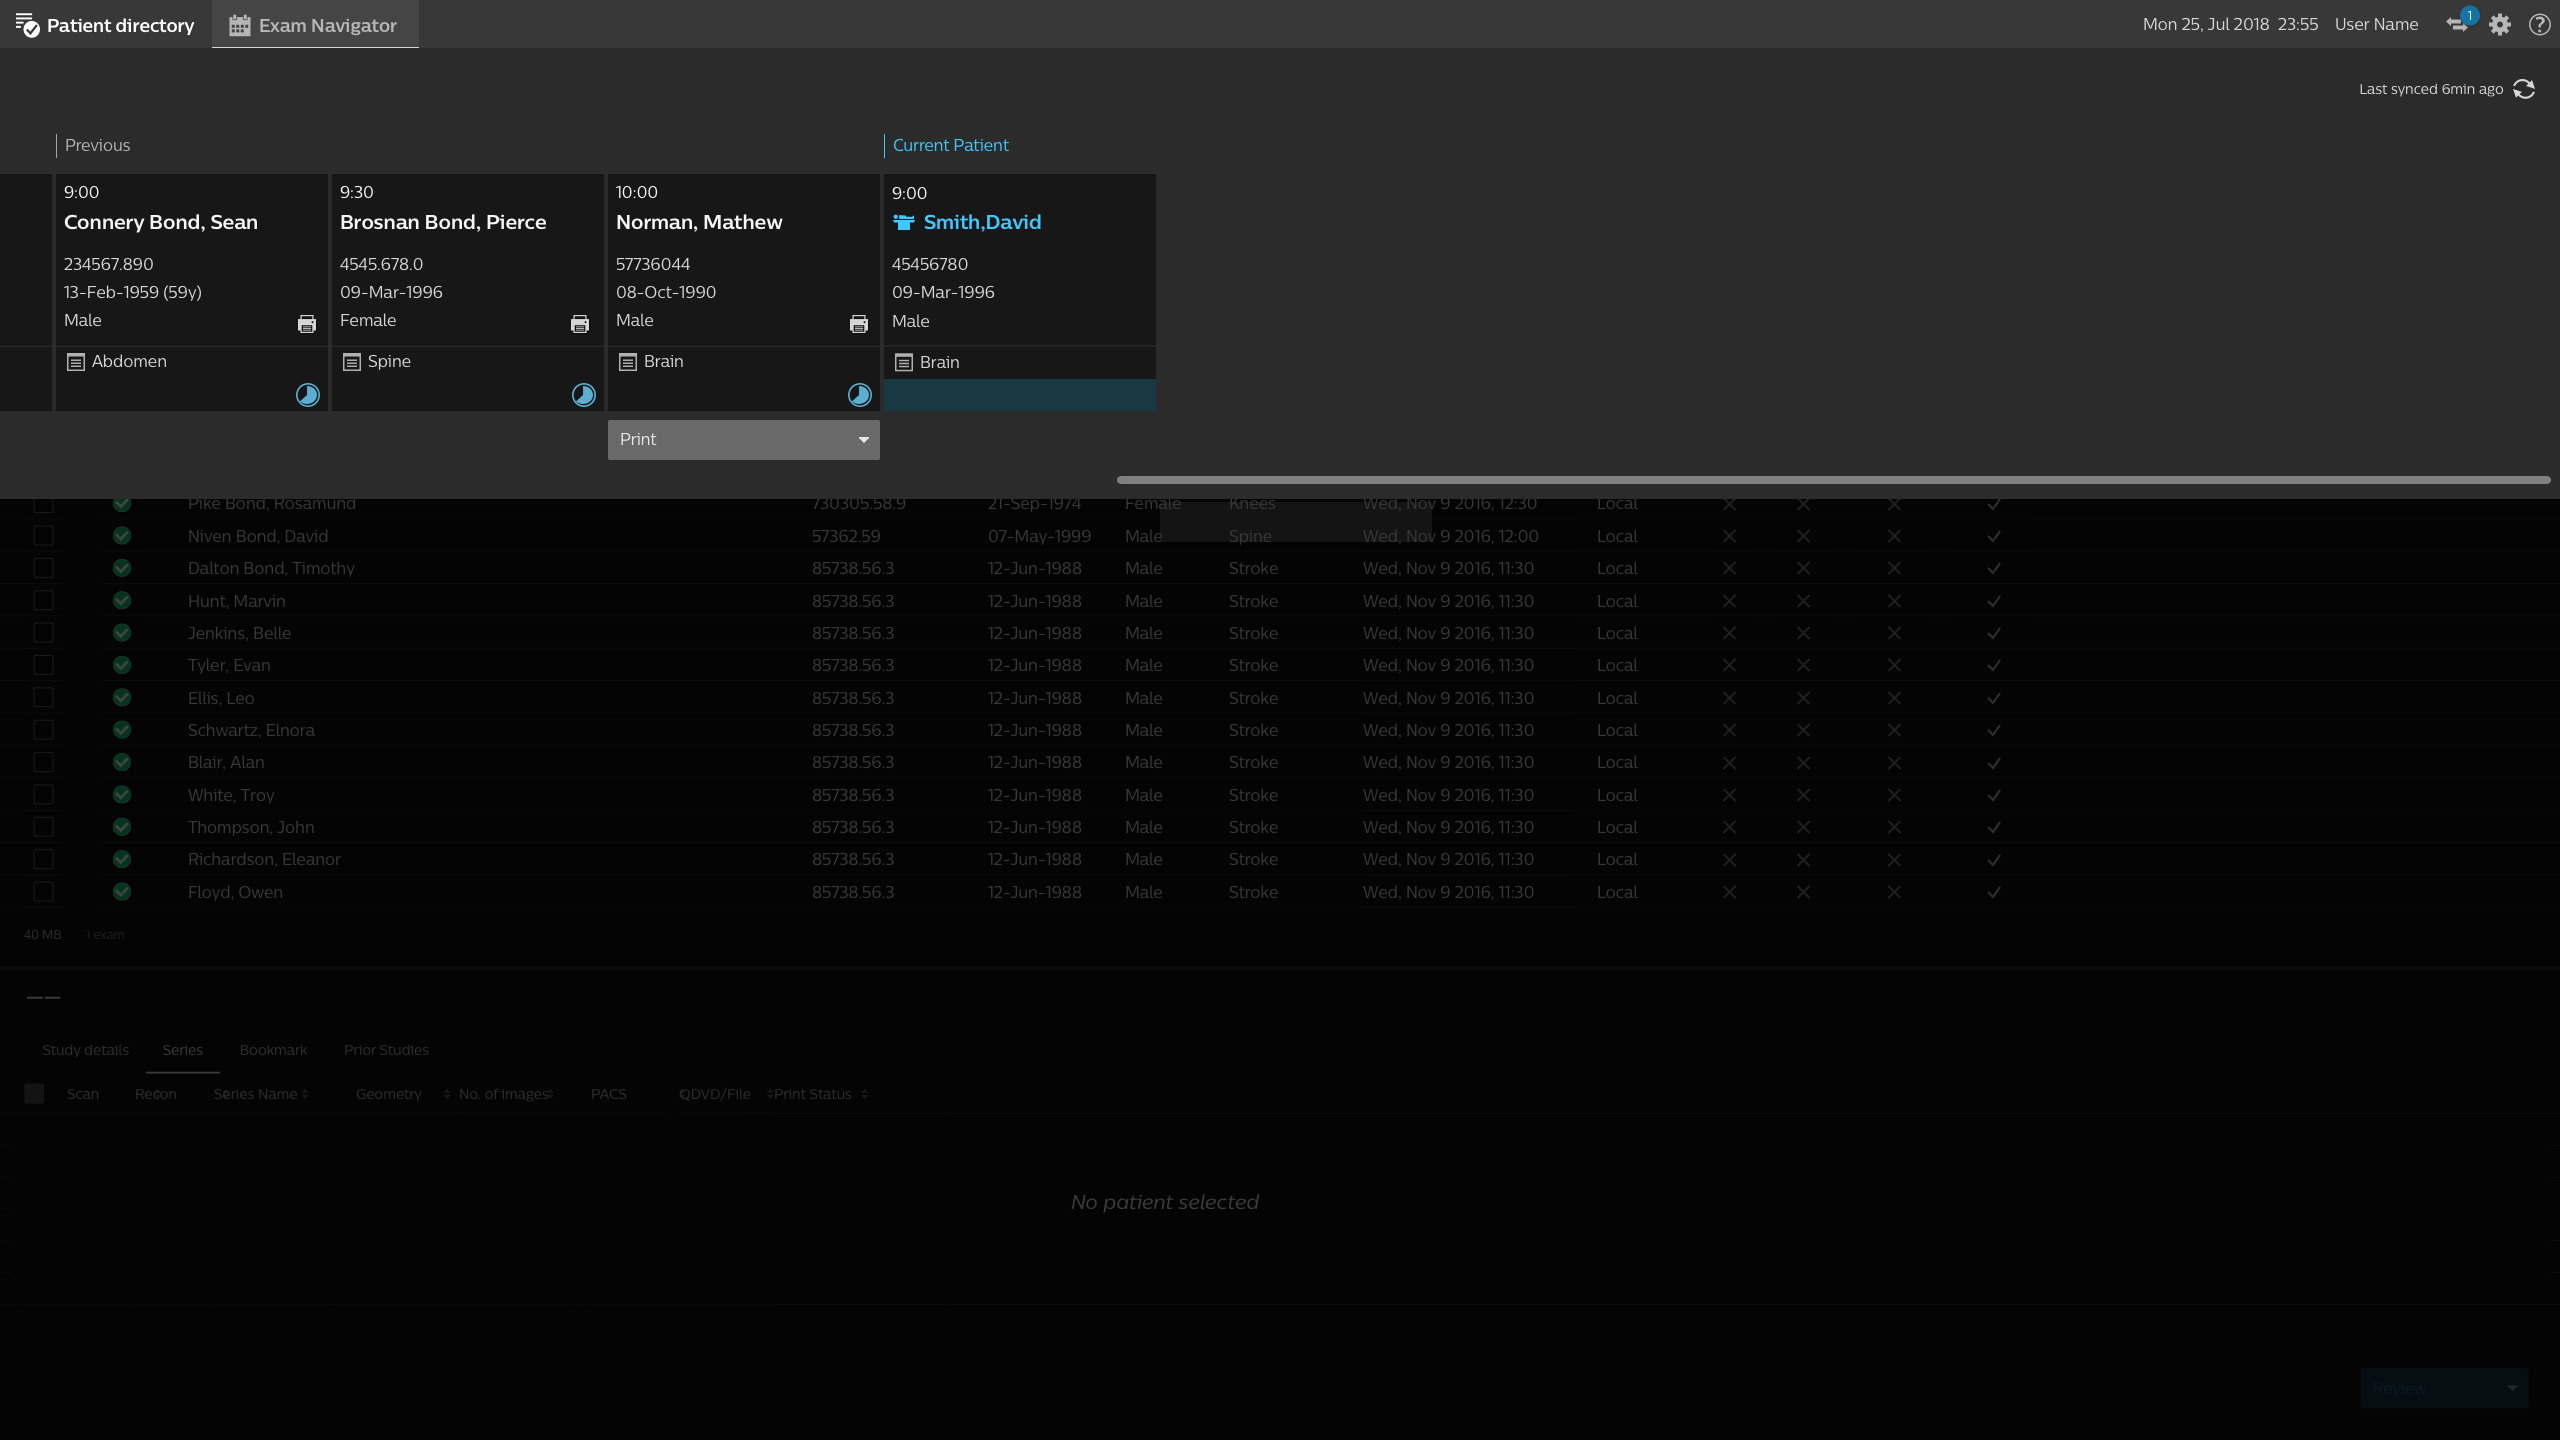 Patient directory
Exam Navigator
Mon 25, Jul 2018 23:55 User Name 1 ?
Last synced 6min ago
Previous
Current Patient
9:00
Connery Bond, Sean
234567.890
13-Feb-1959 (59y)
Male
Abdomen
9:30
Brosnan Bond, Pierce
4545.678.0
09-Mar-1996
Female
Spine
10:00
Norman, Mathew
57736044
08-Oct-1990
Male
Brain
Print
9:00
Smith,David
45456780
09-Mar-1996
Male
Brain
Pike Bond, Rosamund 730305.58.9 21-Sep-1974 Female Knees Wed, Nov 9 2016, 12:30 Local
Niven Bond, David 57362.59 07-May-1999 Male Spine Wed, Nov 9 2016, 12:00 Local
Dalton Bond, Timothy 85738.56.3 12-Jun-1988 Male Stroke Wed, Nov 9 2016, 11:30 Local
Hunt, Marvin 85738.56.3 12-Jun-1988 Male Stroke Wed, Nov 9 2016, 11:30 Local
Jenkins, Belle 85738.56.3 12-Jun-1988 Male Stroke Wed, Nov 9 2016, 11:30 Local
Tyler, Evan 85738.56.3 12-Jun-1988 Male Stroke Wed, Nov 9 2016, 11:30 Local
Ellis, Leo 85738.56.3 12-Jun-1988 Male Stroke Wed, Nov 9 2016, 11:30 Local
Schwartz, Elnora 85738.56.3 12-Jun-1988 Male Stroke Wed, Nov 9 2016, 11:30 Local
Blair, Alan 85738.56.3 12-Jun-1988 Male Stroke Wed, Nov 9 2016, 11:30 Local
White, Troy 85738.56.3 12-Jun-1988 Male Stroke Wed, Nov 9 2016, 11:30 Local
Thompson, John 85738.56.3 12-Jun-1988 Male Stroke Wed, Nov 9 2016, 11:30 Local
Richardson, Eleanor 85738.56.3 12-Jun-1988 Male Stroke Wed, Nov 9 2016, 11:30 Local
Floyd, Owen 85738.56.3 12-Jun-1988 Male Stroke Wed, Nov 9 2016, 11:30 Local
40 MB 1 exam
Study details Series Bookmark Prior Studies
Scan Recon Series Name Geometry No. of images PACS QDVD/File Print Status
No patient selected
Review